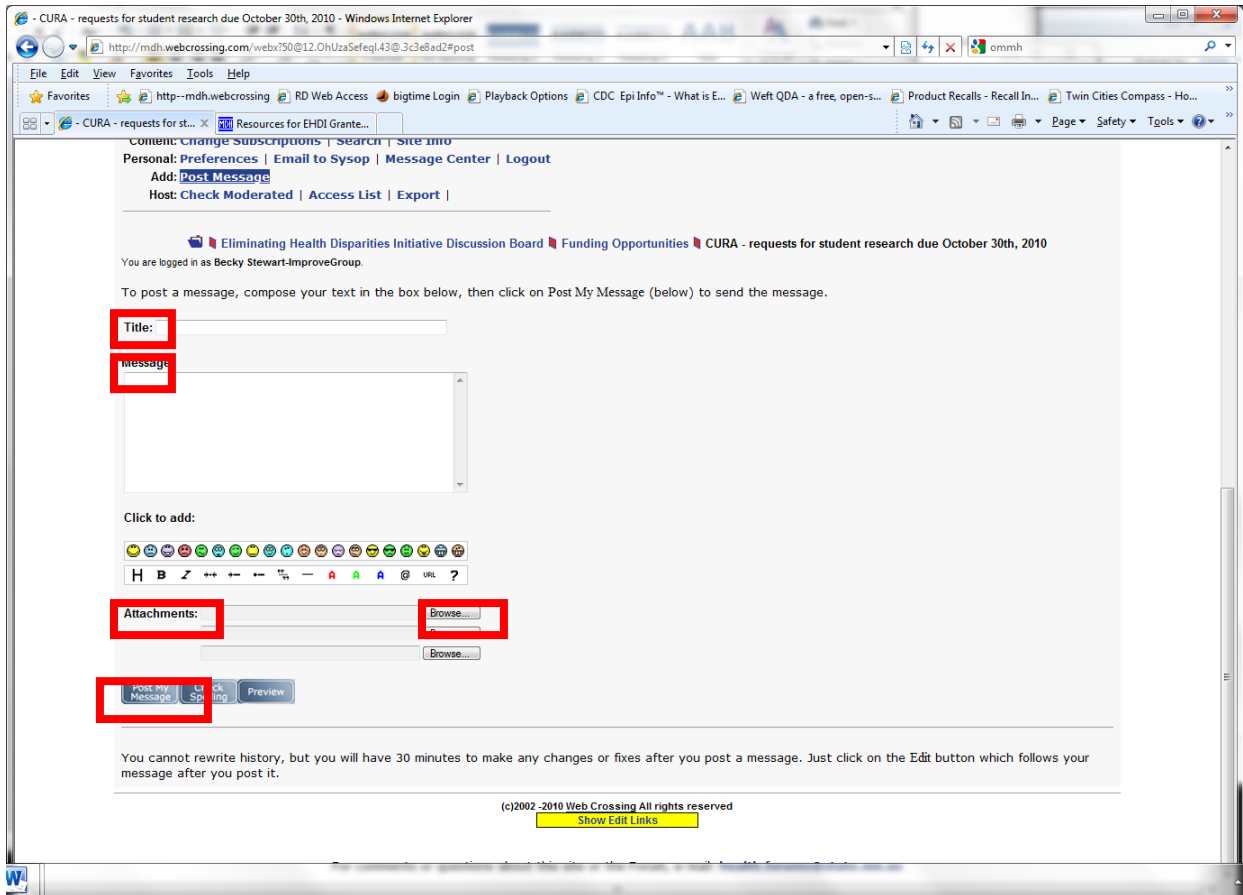 - CURA - requests for student research due October 30th, 2010 - Windows Internet Explorer
http://mdh.webcrossing.com/webx?50@12.OhUzaSefeqI.43@.3c3e8ad2#post
ommh
File Edit View Favorites Tools Help
Favorites http--mdh.webcrossing RD Web Access bigtime Login Playback Options CDC Epi Info™ - What is E... Weft QDA - a free, open-s... Product Recalls - Recall In... Twin Cities Compass - Ho...
- CURA - requests for st... Resources for EHDI Grante... Page Safety Tools
Content: Change Subscriptions | Search | Site Info
Personal: Preferences | Email to Sysop | Message Center | Logout
Add: Post Message
Host: Check Moderated | Access List | Export |
Eliminating Health Disparities Initiative Discussion Board Funding Opportunities CURA - requests for student research due October 30th, 2010
You are logged in as Becky Stewart-ImproveGroup.
To post a message, compose your text in the box below, then click on Post My Message (below) to send the message.
Title:
Message
Click to add:
H B I A A A @ URL ?
Attachments: Browse...
Browse...
Post My Message Check Spelling Preview
You cannot rewrite history, but you will have 30 minutes to make any changes or fixes after you post a message. Just click on the Edit button which follows your
message after you post it.
(c)2002 -2010 Web Crossing All rights reserved
Show Edit Links